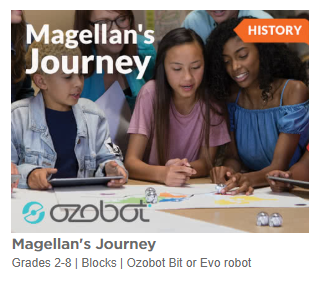 Magellan's
Journey
HISTORY
ozobot
Magellan's Journey
Grades 2-8 | Blocks | Ozobot Bit or Evo robot